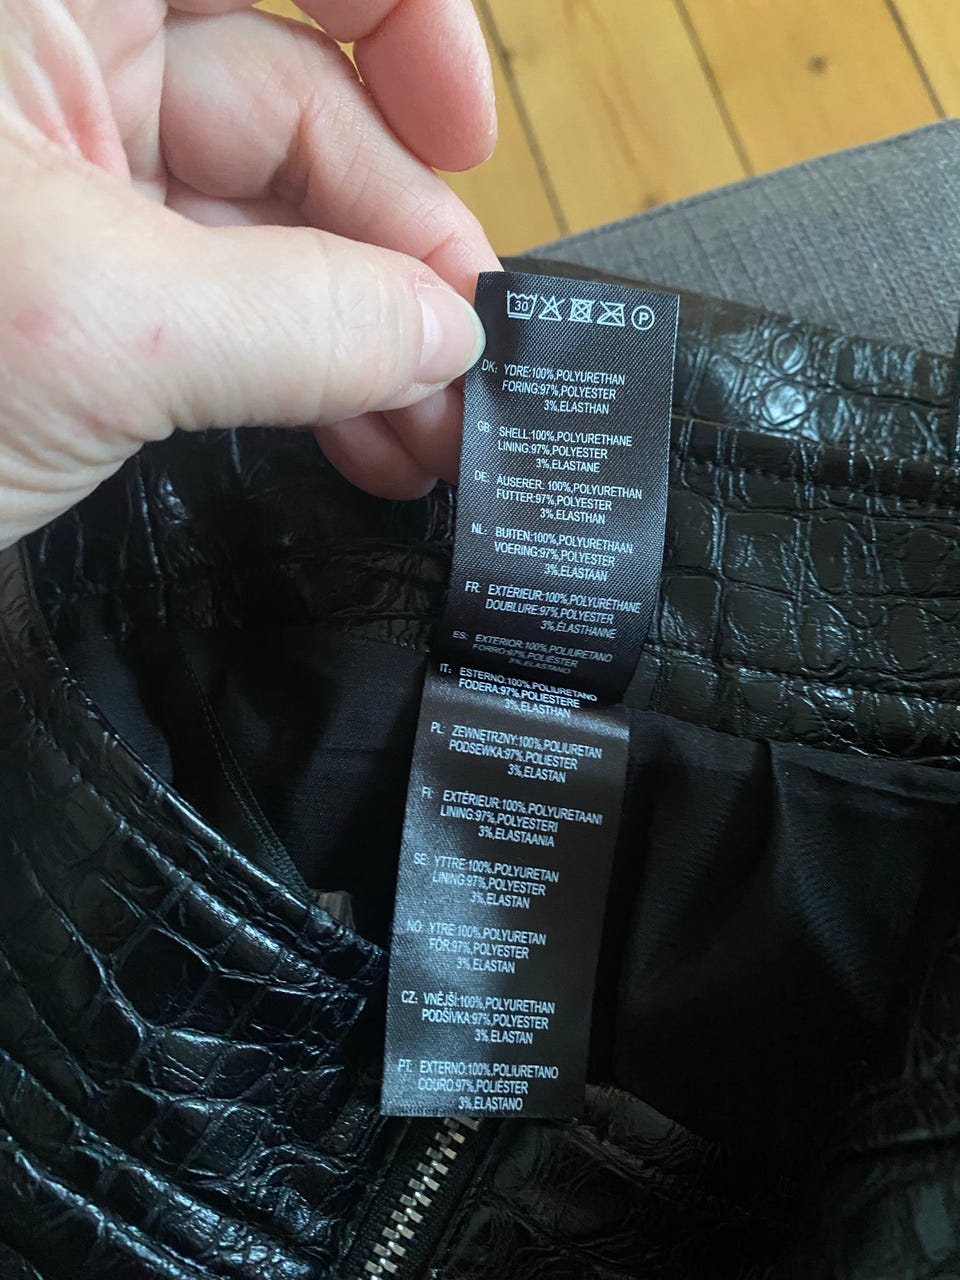 30 P
DK: YDRE:100%,POLYURETHAN
FORING:97%,POLYESTER
3%,ELASTHAN
GB: SHELL:100%,POLYURETHANE
LINING:97%,POLYESTER
3%,ELASTANE
DE: AUSERER: 100%,POLYURETHAN
FUTTER:97%,POLYESTER
3%,ELASTHAN
NL: BUITEN:100%,POLYURETHAAN
VOERING:97%,POLYESTER
3%,ELASTAAN
FR: EXTÉRIEUR:100%,POLYURÉTHANE
DOUBLURE:97%,POLYESTER
3%,ÉLASTHANNE
ES: EXTERIOR:100%,POLIURETANO
FORRO:97%,POLIÉSTER
3%,ELASTANO
IT: ESTERNO:100%,POLIURETANO
FODERA:97%,POLIESTERE
3%,ELASTHAN
PL: ZEWNĘTRZNY:100%,POLIURETAN
PODSEWKA:97%,POLIESTER
3%,ELASTAN
FI: EXTÉRIEUR:100%,POLYURETAANI
LINING:97%,POLYESTERI
3%,ELASTAANIA
SE: YTTRE:100%,POLYURETAN
LINING:97%,POLYESTER
3%,ELASTAN
NO: YTRE:100%,POLYURETAN
FÔR:97%,POLYESTER
3%,ELASTAN
CZ: VNĚJŠÍ:100%,POLYURETHAN
PODŠÍVKA:97%,POLYESTER
3%,ELASTAN
PT: EXTERNO:100%,POLIURETANO
COURO:97%,POLIÉSTER
3%,ELASTANO